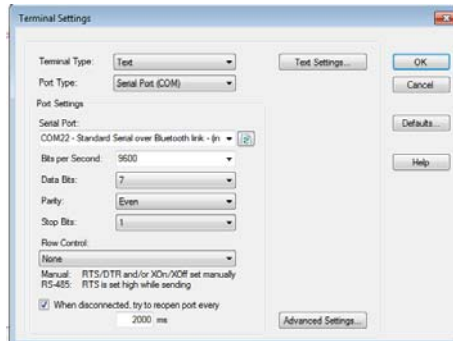 Terminal Settings
Terminal Type: Text Text Settings... OK
Port Type: Serial Port (COM) Cancel
Port Settings
Serial Port:
COM22 - Standard Serial over Bluetooth link - (in Defaults...
Bits per Second: 9600
Data Bits: 7 Help
Parity: Even
Stop Bits: 1
Flow Control:
None
Manual: RTS/DTR and/or XOn/XOff set manually
RS-485: RTS is set high while sending
When disconnected, try to reopen port every
2000 ms Advanced Settings...